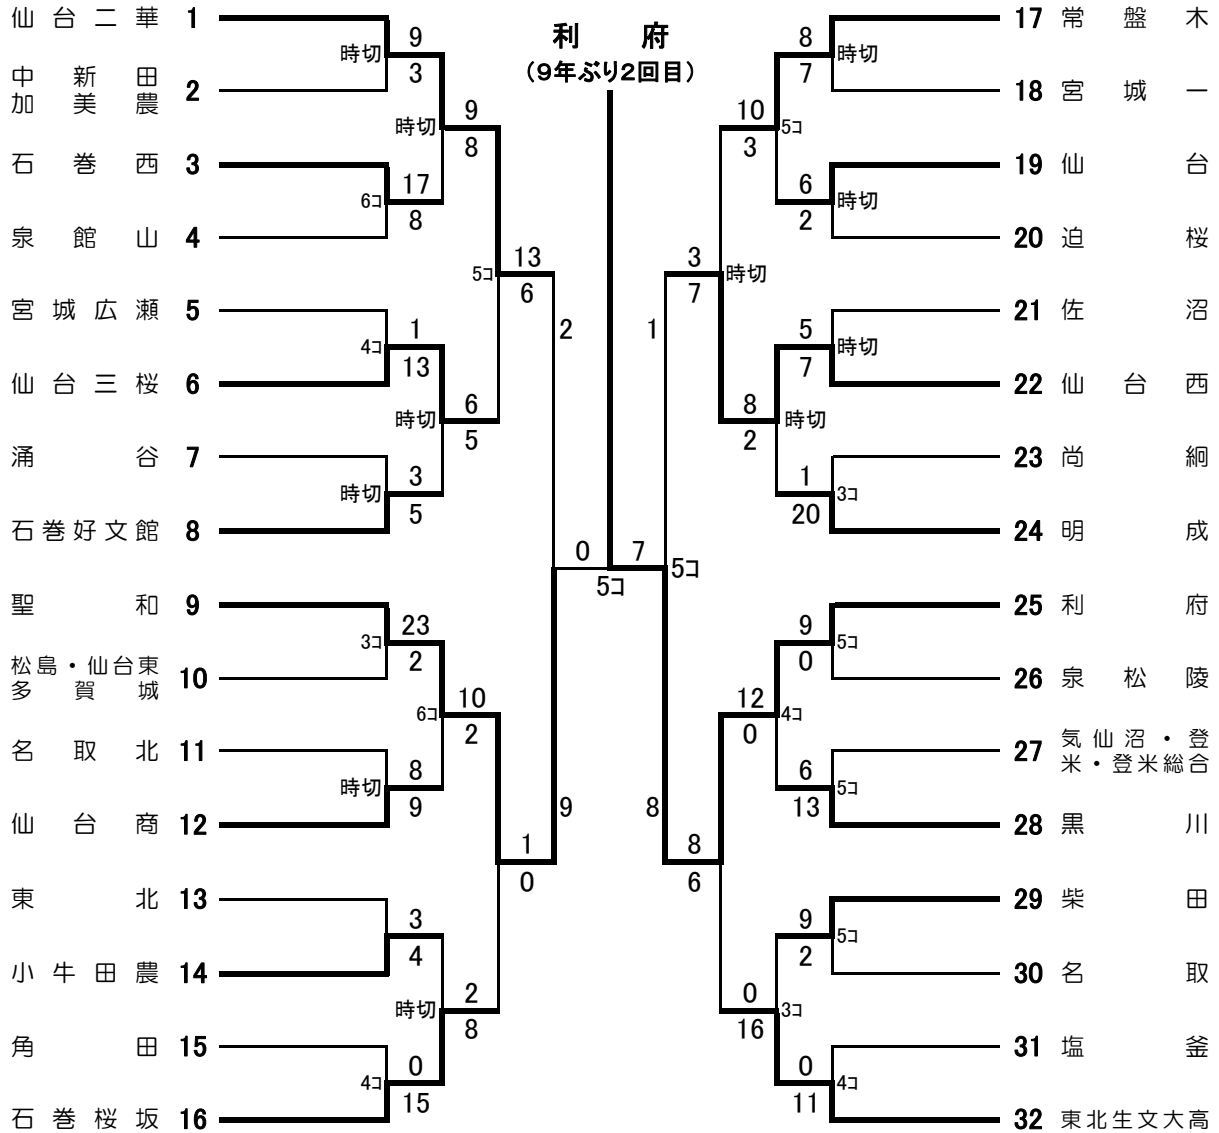 利府
(9年ぶり2回目)
仙台二華 1
中新田
加美農 2
石巻西 3
泉館山 4
宮城広瀬 5
仙台三桜 6
涌谷 7
石巻好文館 8
聖和 9
松島・仙台東
多賀城 10
名取北 11
仙台商 12
東北 13
小牛田農 14
角田 15
石巻桜坂 16
時切 9
3
6コ 17
8
4コ 1
13
時切 3
5
3コ 23
2
時切 8
9
3
4
4コ 0
15
時切 9
8
時切 6
5
6コ 10
2
時切 2
8
5コ 13
6
1
0
2
9
0 7
5コ
5コ
1
8
3 時切
7
8
6
10 5コ
3
8 時切
2
12 4コ
0
0 3コ
16
8 時切
7
6 時切
2
5 時切
7
1 3コ
20
9 5コ
0
6 5コ
13
9 5コ
2
0 4コ
11
17 常盤木
18 宮城一
19 仙台
20 迫桜
21 佐沼
22 仙台西
23 尚絅
24 明成
25 利府
26 泉松陵
27 気仙沼・登
米・登米総合
28 黒川
29 柴田
30 名取
31 塩釜
32 東北生文大高